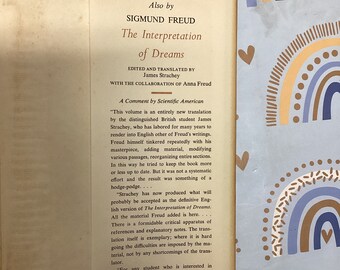 Also by
SIGMUND FREUD
The Interpretation
of Dreams
EDITED AND TRANSLATED BY
James Strachey
WITH THE COLLABORATION OF Anna Freud
A Comment by Scientific American
"This volume is an entirely new translation
by the distinguished British student James
Strachey, who has labored for many years to
render into English other of Freud's writings.
Freud himself tinkered repeatedly with his
masterpiece, adding material, modifying
various passages, reorganizing entire sections.
In this way he tried to keep the book more
or less up to date. But it was not a systematic
effort and the result was something of a
hodge-podge. . . .
"Strachey has now produced what will
probably be accepted as the definitive Eng-
lish version of The Interpretation of Dreams.
All the material Freud added is here. . . .
'There is a formidable critical apparatus of
references and explanatory notes. The trans-
lation itself is exemplary; where it is hard
going the difficulties are imposed by the ma-
terial, not by any shortcomings of the trans-
lator.
"For any student who is interested in